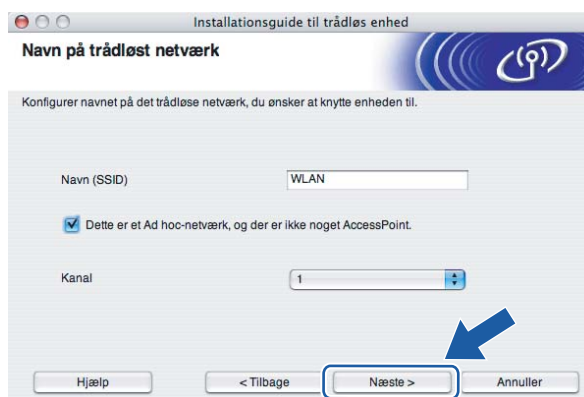 Installationsguide til trådløs enhed
Navn på trådløst netværk
Konfigurer navnet på det trådløse netværk, du ønsker at knytte enheden til.
Navn (SSID)
WLAN
Dette er et Ad hoc-netværk, og der er ikke noget AccessPoint.
Kanal
1
Hjælp
< Tilbage
Næste >
Annuller